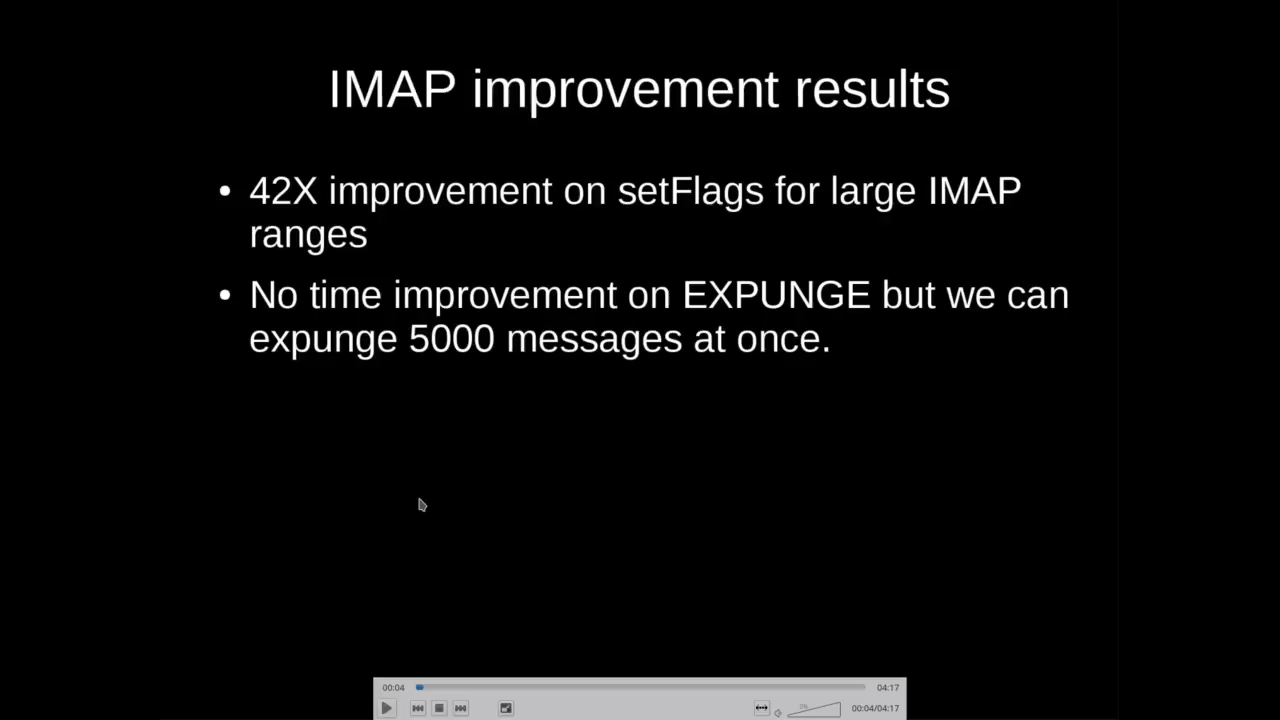 IMAP improvement results
• 42X improvement on setFlags for large IMAP
ranges
• No time improvement on EXPUNGE but we can
expunge 5000 messages at once.
00:04 04:17
00:04/04:17